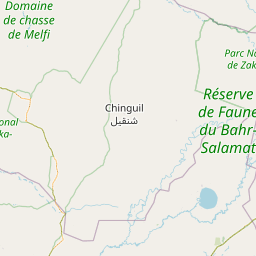 Domaine
de chasse
de Melfi
Parc Na
de Zak
Réserve
de Faune
du Bahr-
Salamat
Chinguil
شنقيل
onal
ka-